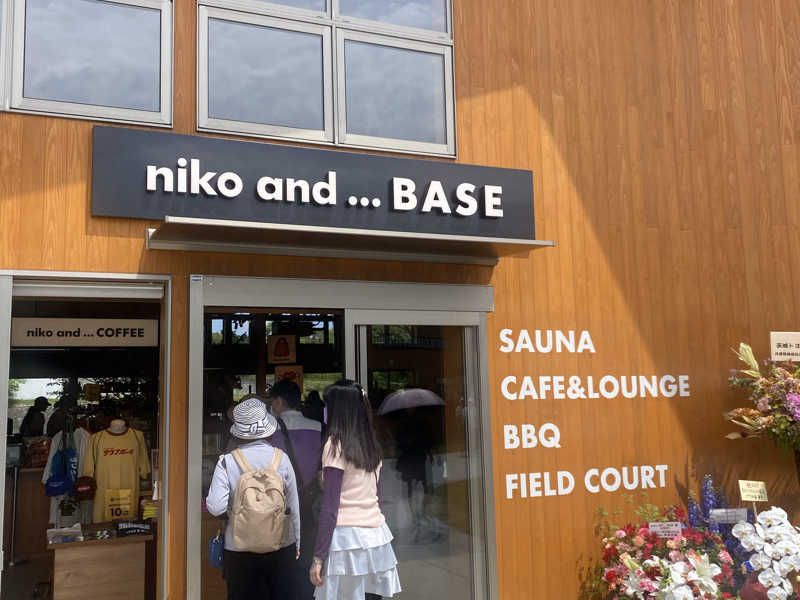 niko and ... BASE
niko and ... COFFEE
SAUNA
CAFE&LOUNGE
BBQ
FIELD COURT